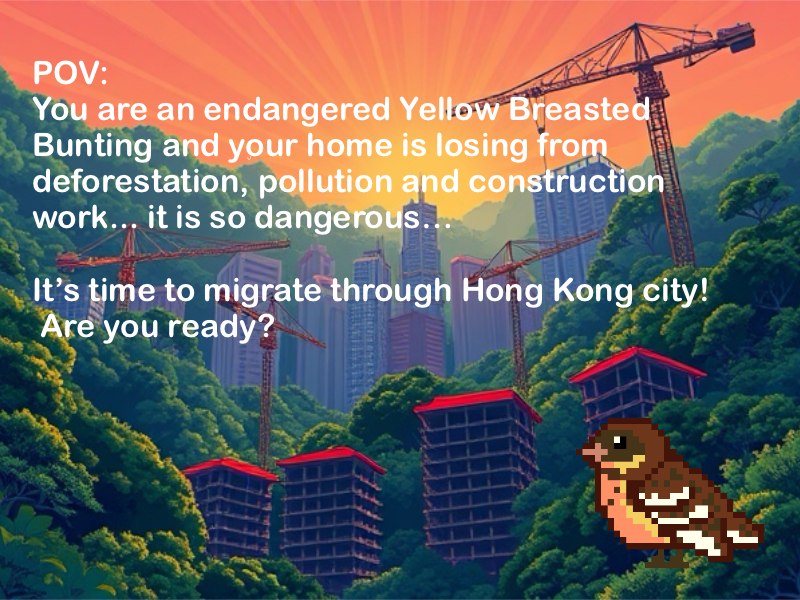 POV:
You are an endangered Yellow Breasted
Bunting and your home is losing from
deforestation, pollution and construction
work... it is so dangerous...
It's time to migrate through Hong Kong city!
Are you ready?